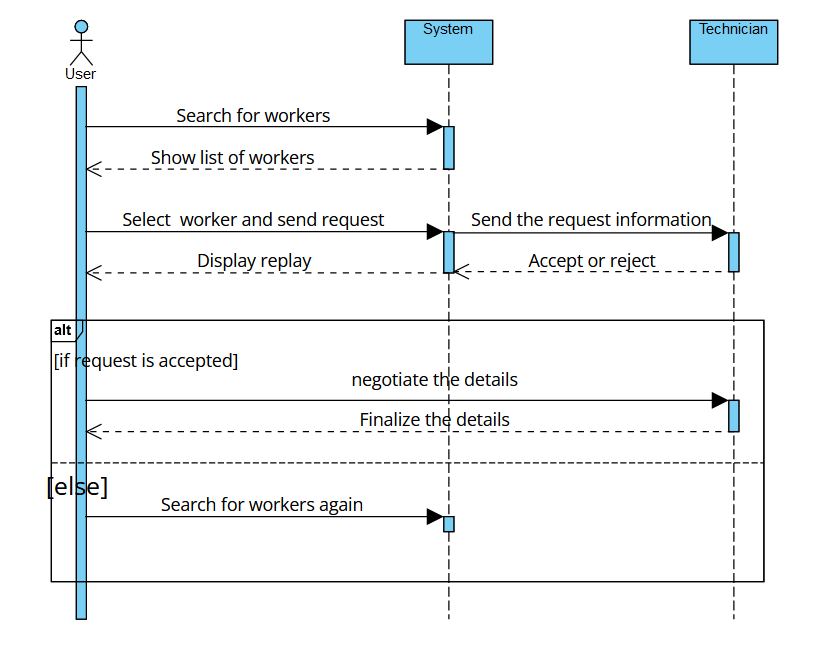 System
Technician
User
Search for workers
Show list of workers
Select worker and send request
Send the request information
Display replay
Accept or reject
alt
[if request is accepted]
negotiate the details
Finalize the details
[else]
Search for workers again